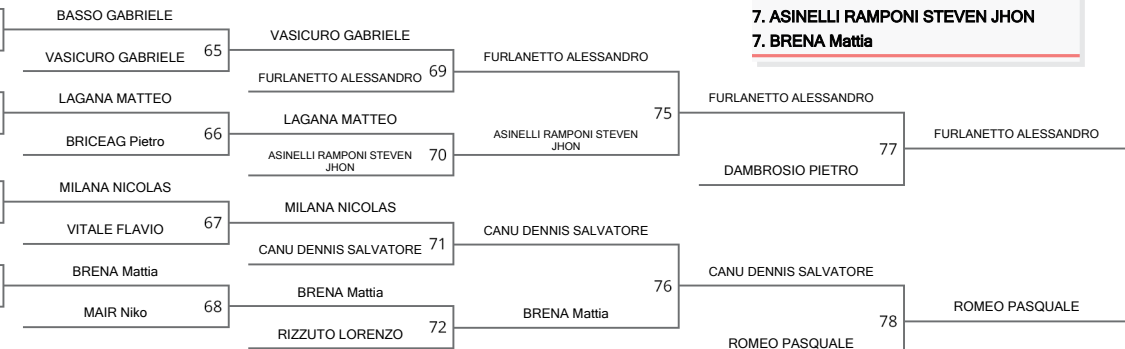 BASSO GABRIELE
VASICURO GABRIELE
65
VASICURO GABRIELE
FURLANETTO ALESSANDRO
69
FURLANETTO ALESSANDRO
7. ASINELLI RAMPONI STEVEN JHON
7. BRENA Mattia
LAGANA MATTEO
BRICEAG Pietro
66
LAGANA MATTEO
ASINELLI RAMPONI STEVEN
JHON
70
ASINELLI RAMPONI STEVEN
JHON
75
FURLANETTO ALESSANDRO
DAMBROSIO PIETRO
77
FURLANETTO ALESSANDRO
MILANA NICOLAS
VITALE FLAVIO
67
MILANA NICOLAS
CANU DENNIS SALVATORE
71
CANU DENNIS SALVATORE
BRENA Mattia
MAIR Niko
68
BRENA Mattia
RIZZUTO LORENZO
72
BRENA Mattia
76
CANU DENNIS SALVATORE
ROMEO PASQUALE
78
ROMEO PASQUALE